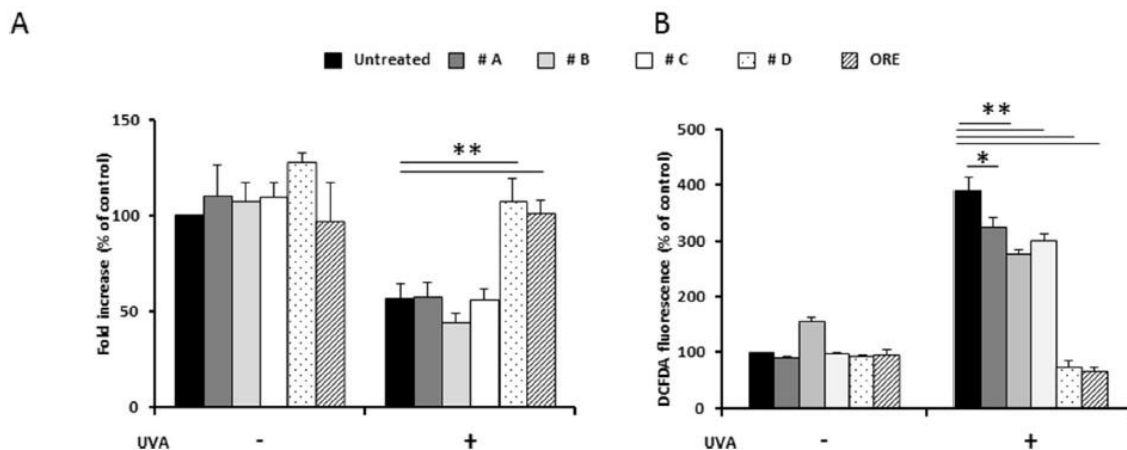 A
B
Untreated # A # B # C # D ORE
Fold increase (% of control)
150
100
50
0
**
UVA - +
DCFDA fluorescence (% of control)
500
400
300
200
100
0
**
*
UVA - +